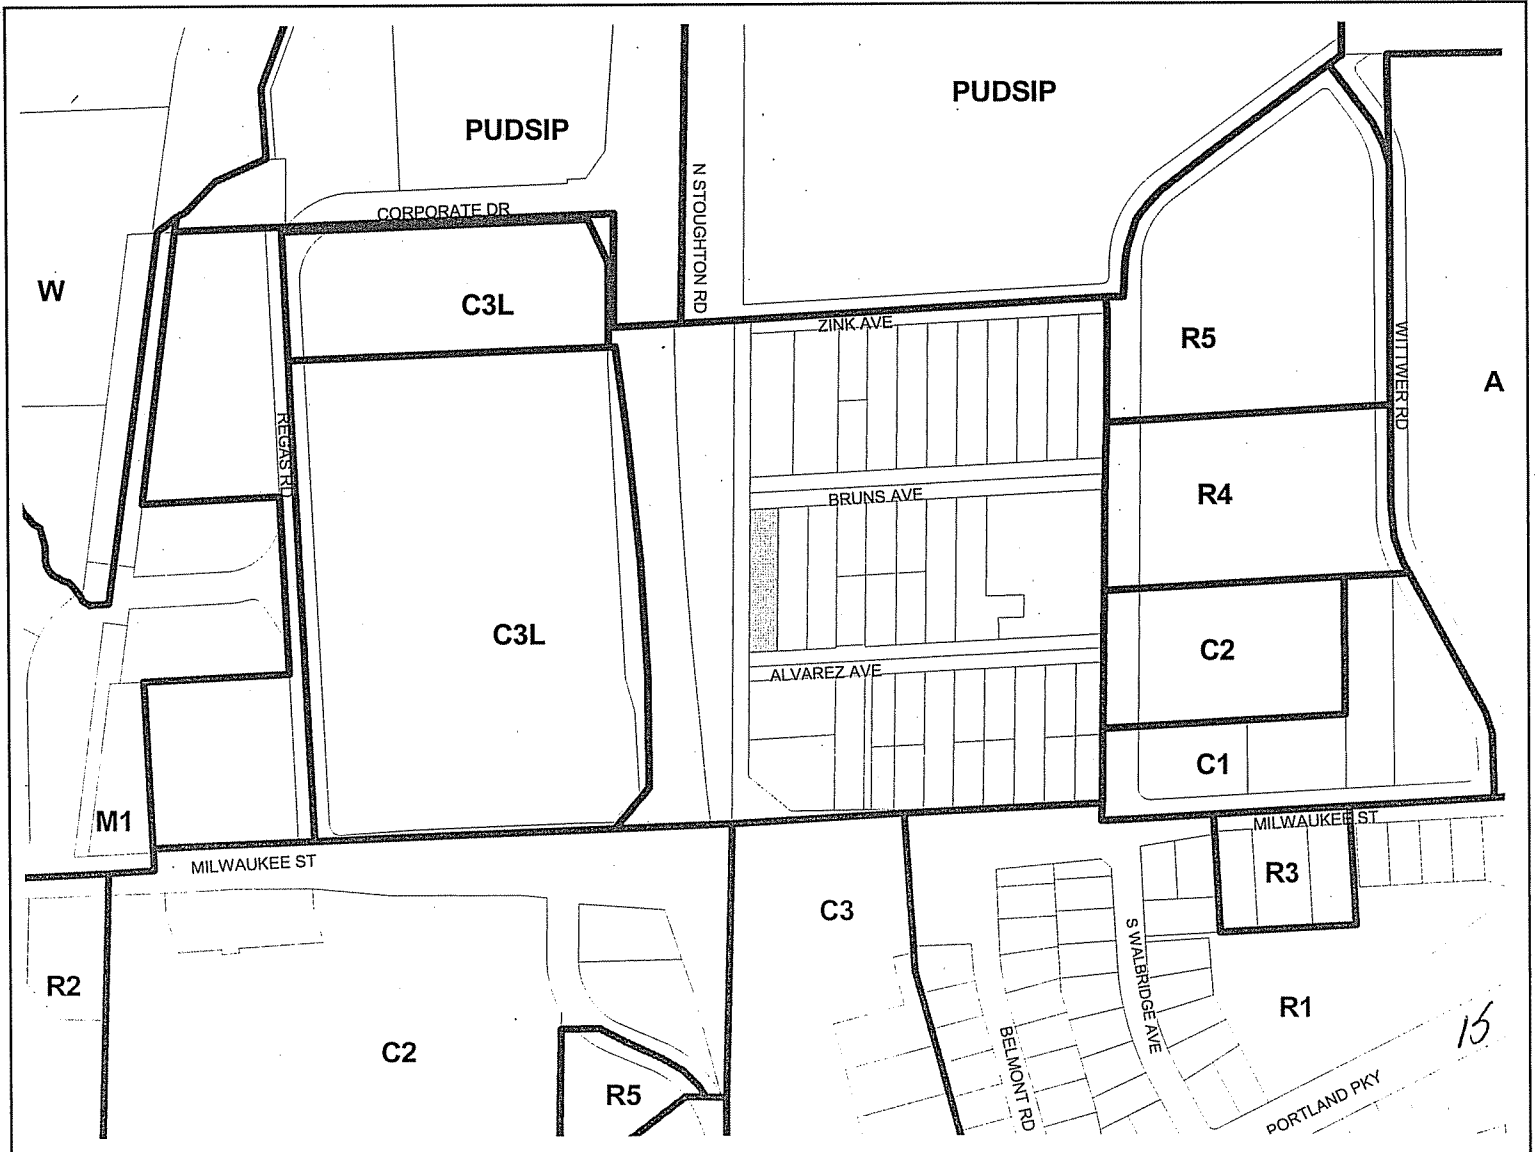 PUDSIP
PUDSIP
CORPORATE DR
N STOUGHTON RD
W
C3L
ZINK AVE
R5
WITTWER RD
A
REGAS RD
BRUNS AVE
R4
C3L
ALVAREZ AVE
C2
C1
M1
MILWAUKEE ST
MILWAUKEE ST
R3
C3
S WALBRIDGE AVE
R2
R1
15
C2
BELMONT RD
R5
PORTLAND PKY